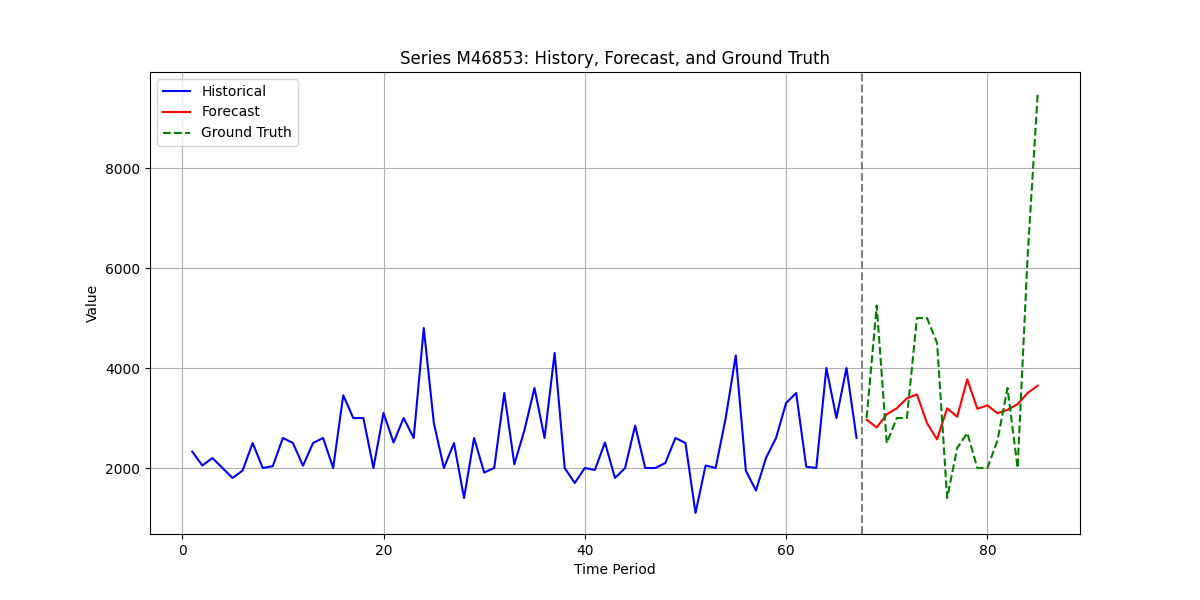 Series M46853: History, Forecast, and Ground Truth
Historical
Forecast
Ground Truth
Value
8000
6000
4000
2000
0
20
40
60
80
Time Period